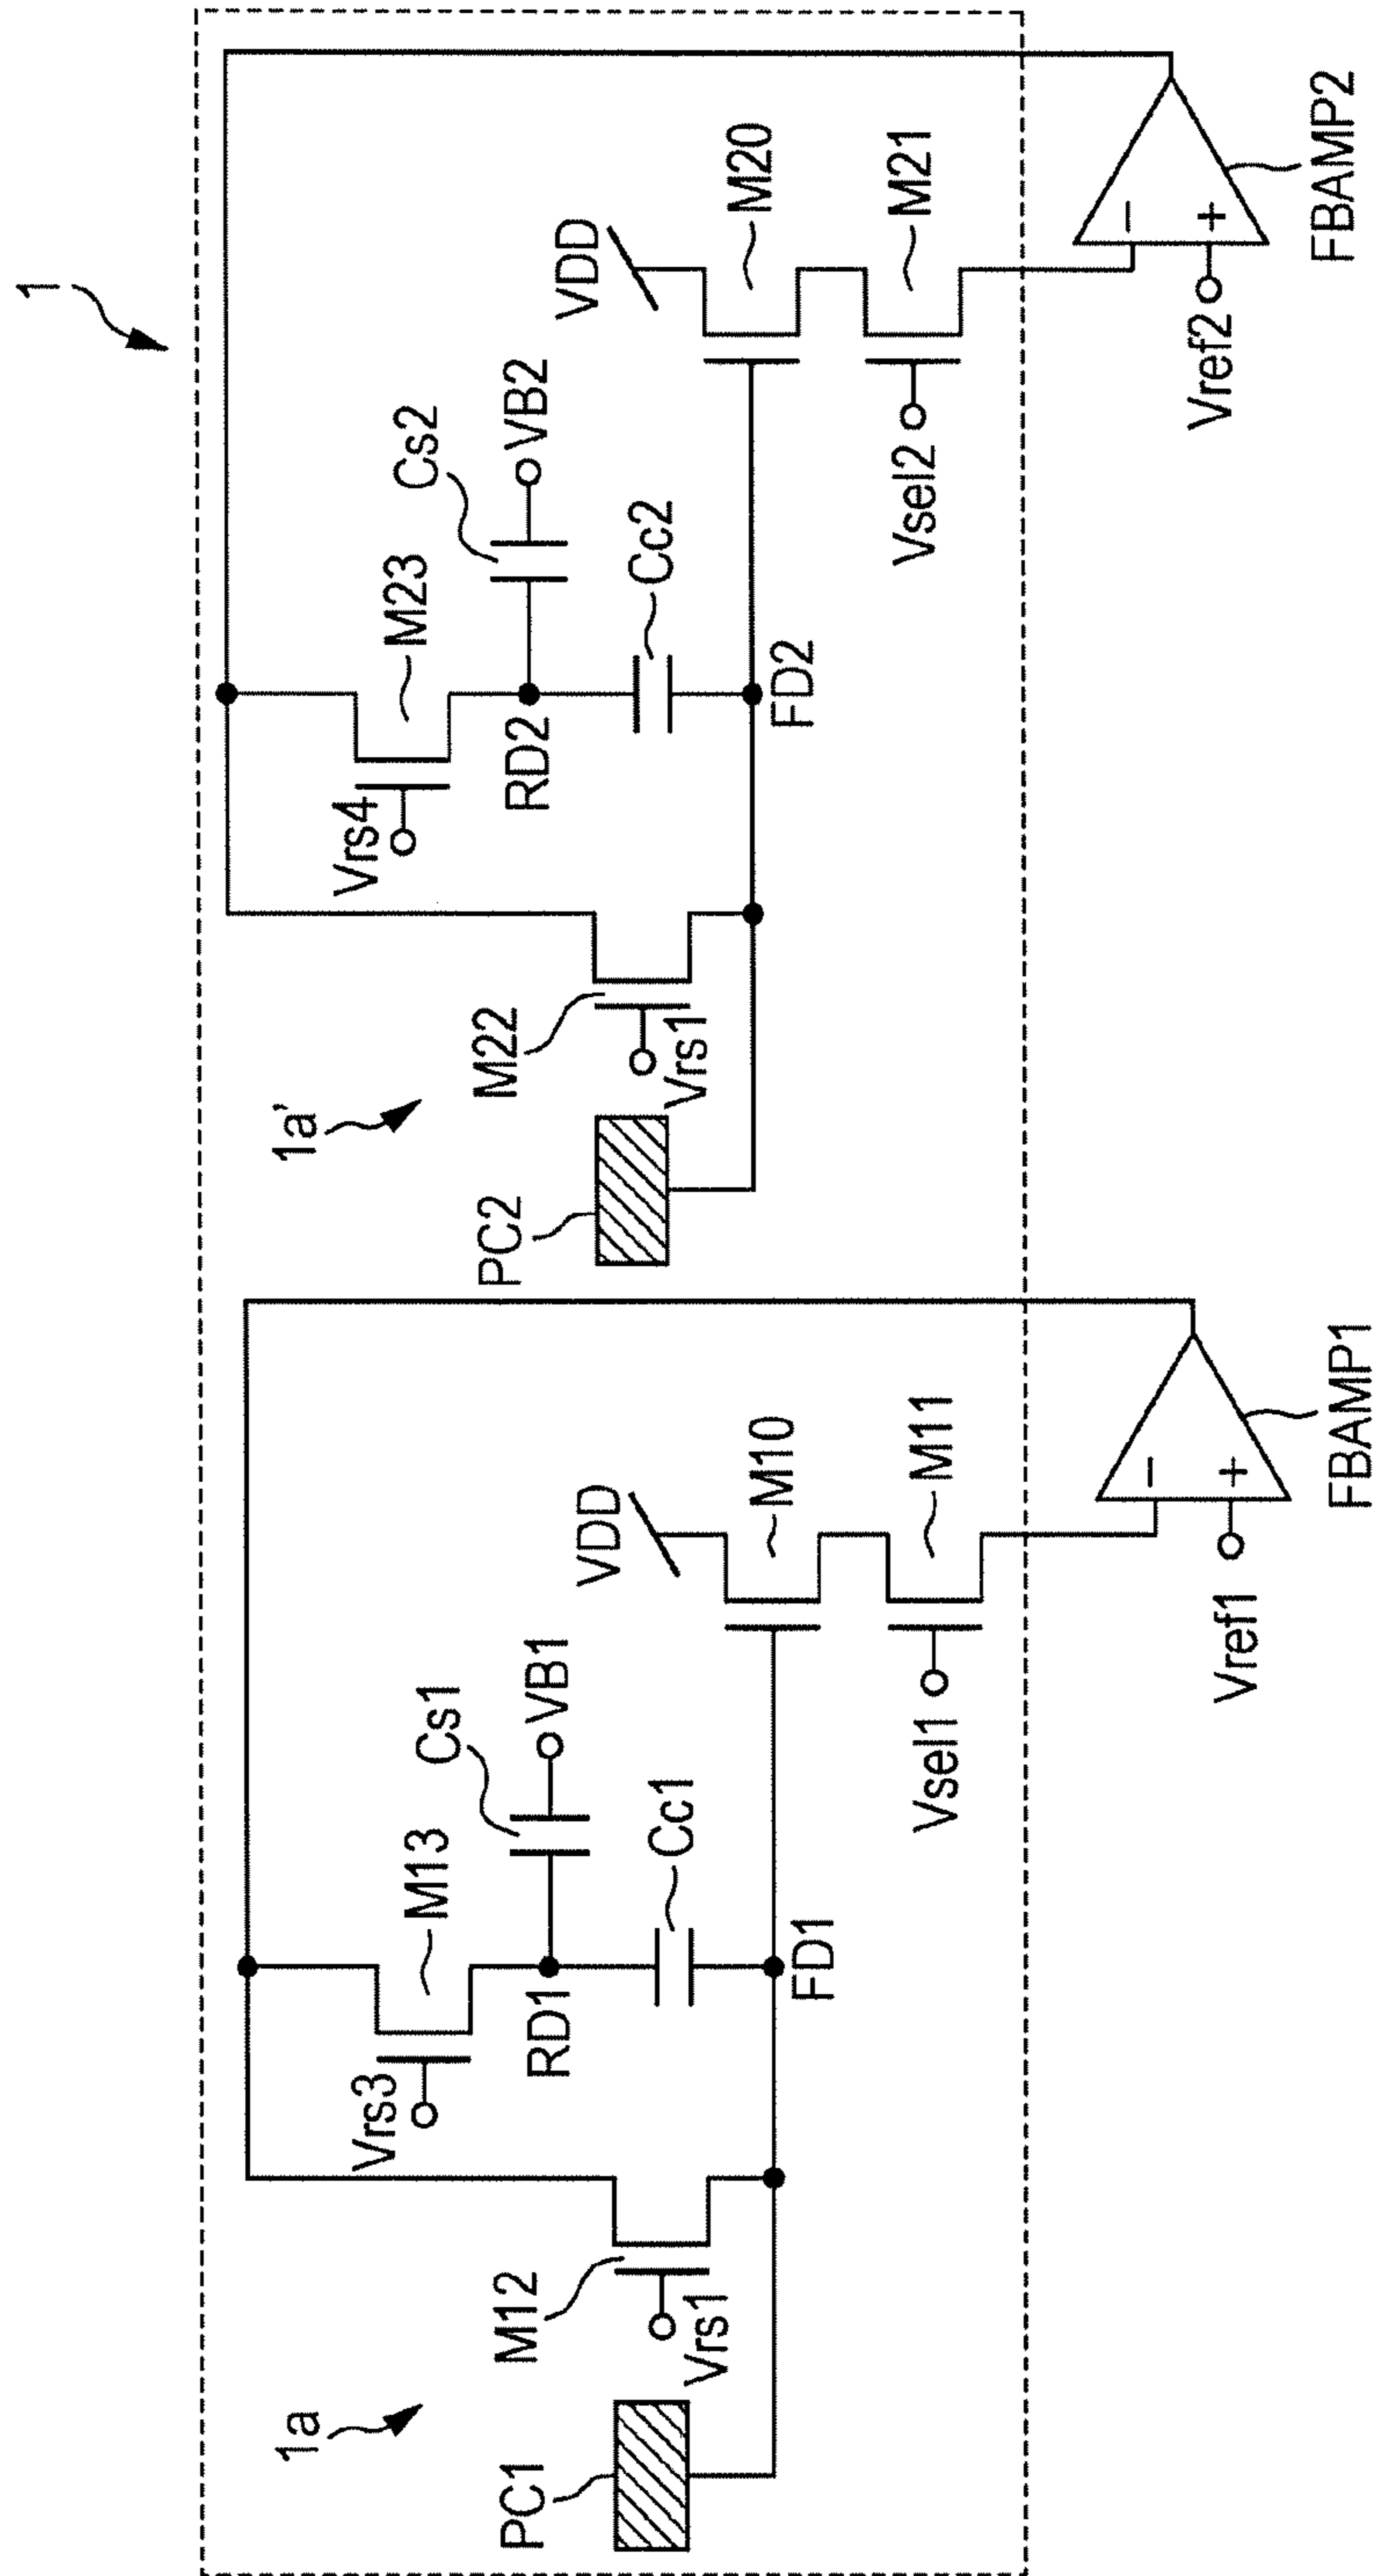 1
1a
PC1
M12
Vrs1
Vrs3
M13
RD1
Cs1
VB1
Cc1
FD1
VDD
M10
M11
Vsel1
Vref1
−
+
FBAMP1
1a'
PC2
M22
Vrs1
Vrs4
M23
RD2
Cs2
VB2
Cc2
FD2
VDD
M20
M21
Vsel2
Vref2
−
+
FBAMP2